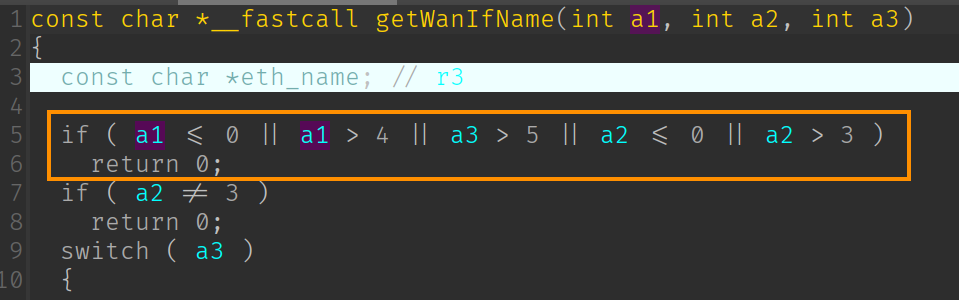 1 const char *__fastcall getWanIfName(int a1, int a2, int a3)
2 {
3 const char *eth_name; // r3
4
5 if ( a1 ≤ 0 || a1 > 4 || a3 > 5 || a2 ≤ 0 || a2 > 3 )
6 return 0;
7 if ( a2 ≠ 3 )
8 return 0;
9 switch ( a3 )
10 {